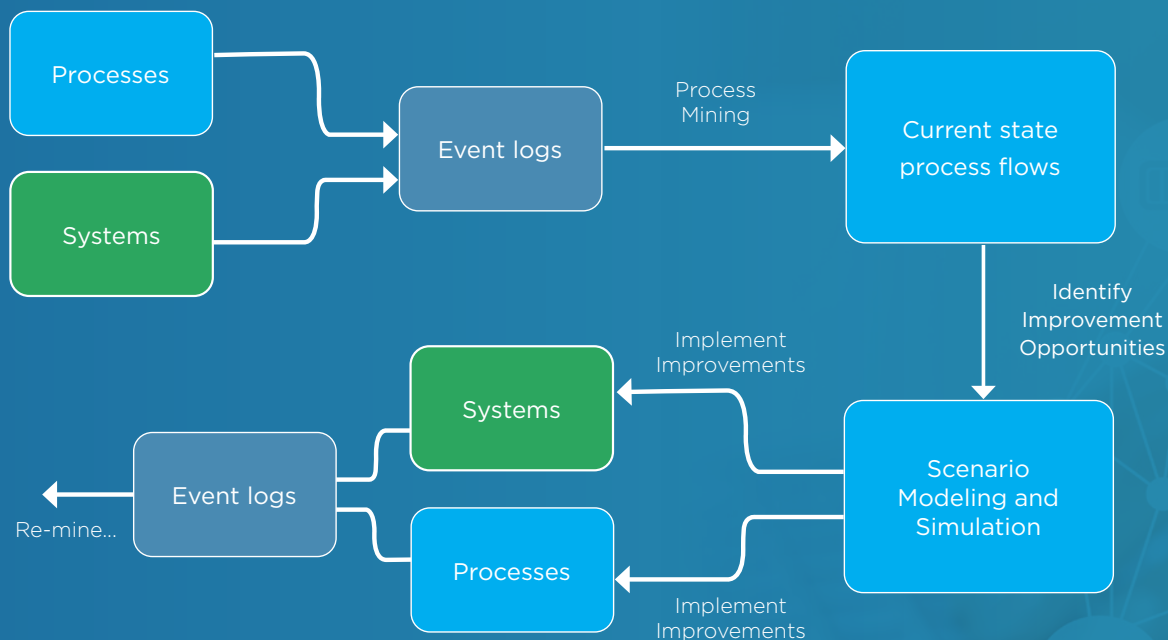 Processes
Systems
Event logs
Process
Mining
Current state
process flows
Identify
Improvement
Opportunities
Scenario
Modeling and
Simulation
Implement
Improvements
Systems
Implement
Improvements
Processes
Event logs
Re-mine...